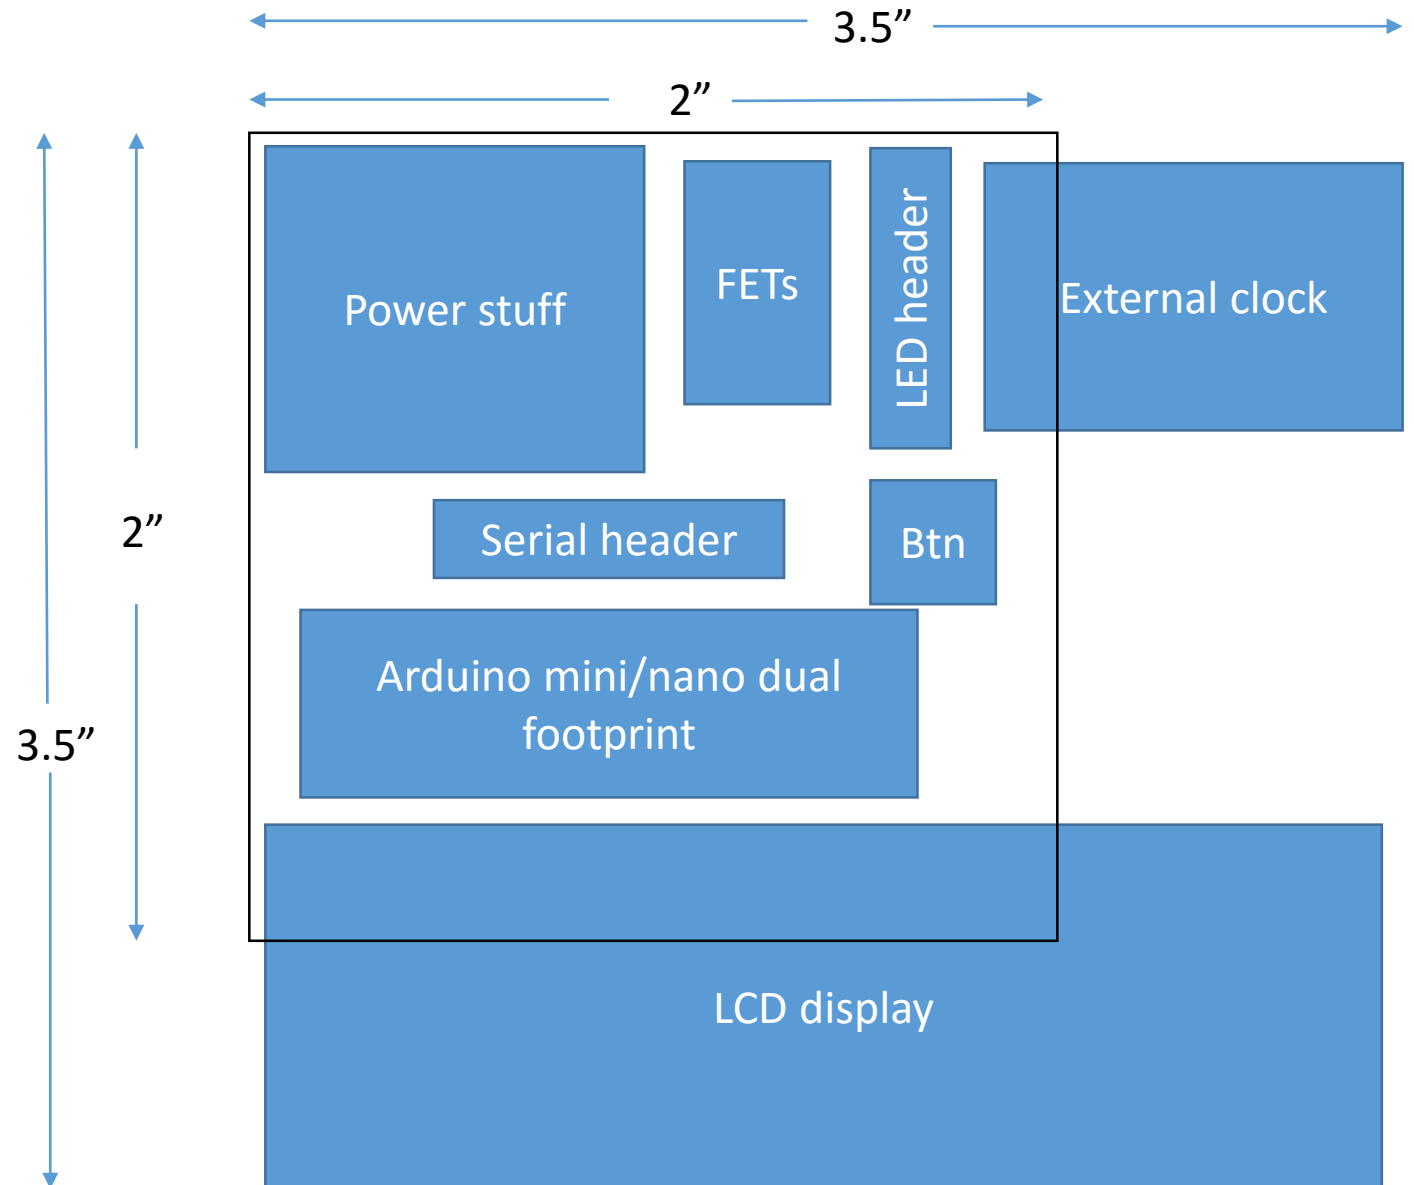 3.5”
2”
Power stuff
FETs
LED header
External clock
2”
Serial header
Btn
Arduino mini/nano dual
footprint
3.5”
LCD display